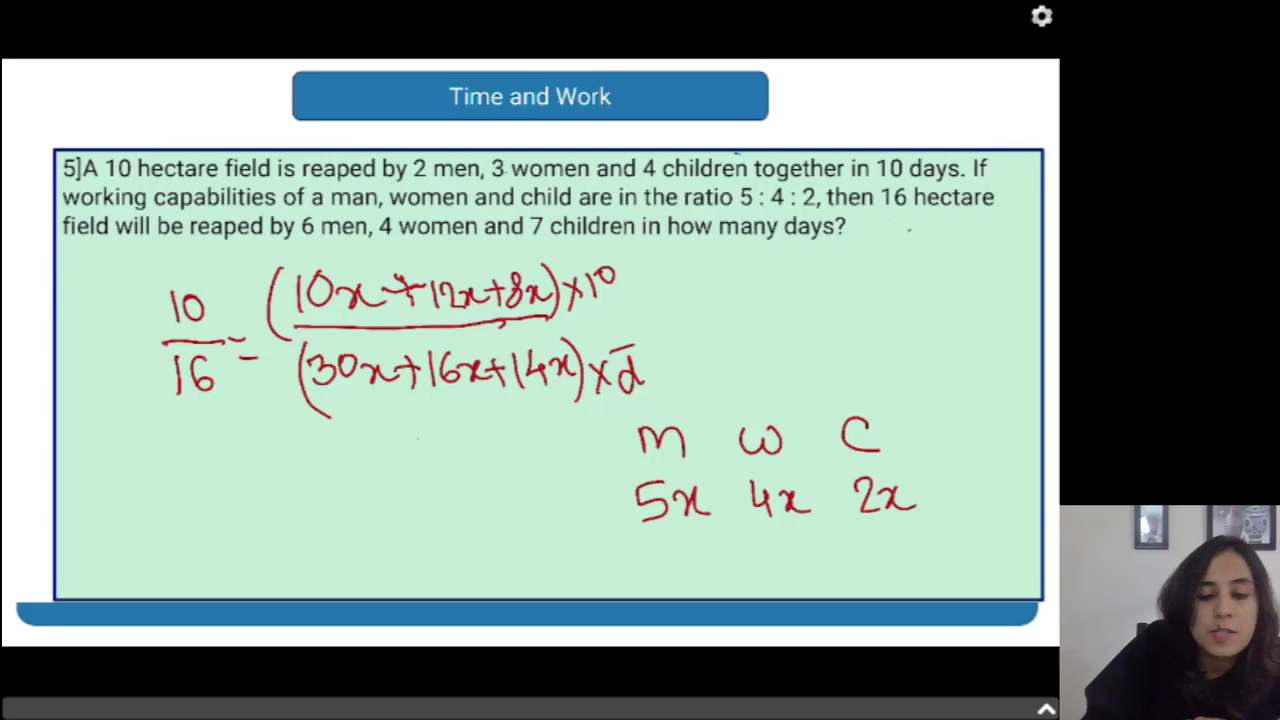 Time and Work
5]A 10 hectare field is reaped by 2 men, 3 women and 4 children together in 10 days. If
working capabilities of a man, women and child are in the ratio 5 : 4 : 2, then 16 hectare
field will be reaped by 6 men, 4 women and 7 children in how many days?
10/16 = (10x+12x+8x)×10/(30x+16x+14x)×d
M W C
5x 4x 2x